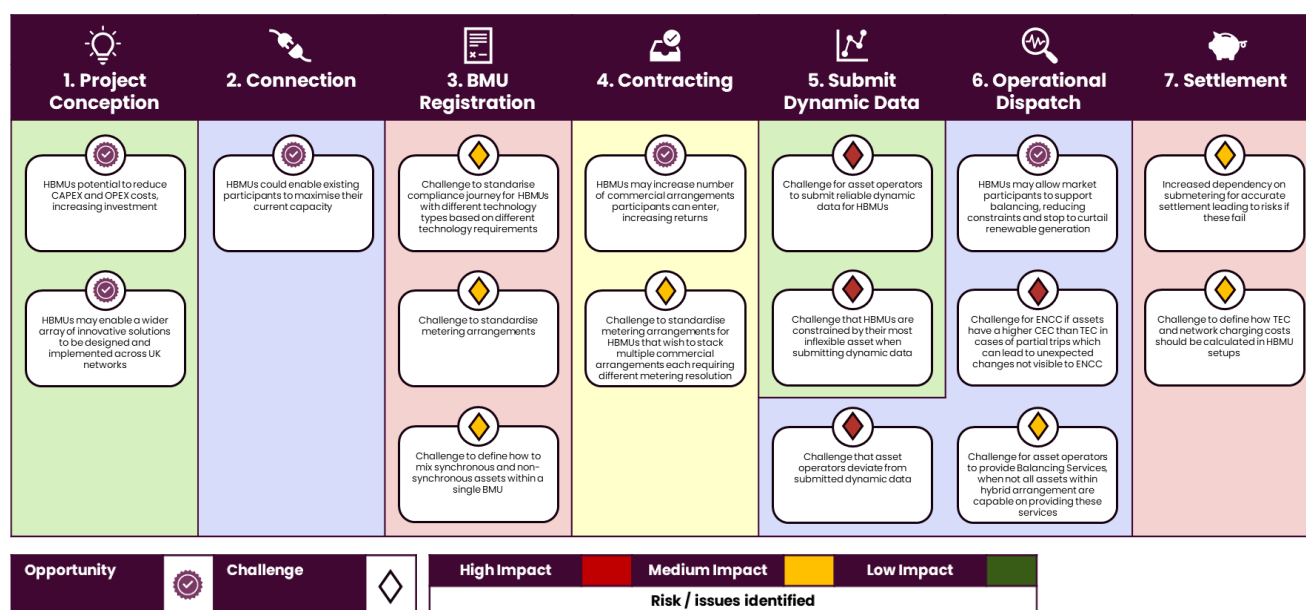 1. Project
Conception
2. Connection
3. BMU
Registration
4. Contracting
5. Submit
Dynamic Data
6. Operational
Dispatch
7. Settlement
HBMUs potential to reduce
CAPEX and OPEX costs,
increasing investment
HBMUs may enable a wider
array of innovative solutions
to be designed and
implemented across UK
networks
HBMUs could enable existing
participants to maximise their
current capacity
Challenge to standarise
compliance journey for HBMUs
with different technology
types based on different
technology requirements
Challenge to standardise
metering arrangements
Challenge to define how to
mix synchronous and non-
synchronous assets within a
single BMU
HBMUs may increase number
of commercial arrangements
participants can enter,
increasing returns
Challenge to standardise
metering arrangements for
HBMUs that wish to stack
multiple commercial
arrangements each requiring
different metering resolution
Challenge for asset operators
to submit reliable dynamic
data for HBMUs
Challenge that HBMUs are
constrained by their most
inflexible asset when
submitting dynamic data
Challenge that asset
operators deviate from
submitted dynamic data
HBMUs may allow market
participants to support
balancing, reducing
constraints and stop to curtail
renewable generation
Challenge for ENCC if assets
have a higher CEC than TEC in
cases of partial trips which
can lead to unexpected
changes not visible to ENCC
Challenge for asset operators
to provide Balancing Services,
when not all assets within
hybrid arrangement are
capable on providing these
services
Increased dependency on
submetering for accurate
settlement leading to risks if
these fail
Challenge to define how TEC
and network charging costs
should be calculated in HBMU
setups
Opportunity
Challenge
High Impact
Medium Impact
Low Impact
Risk / issues identified